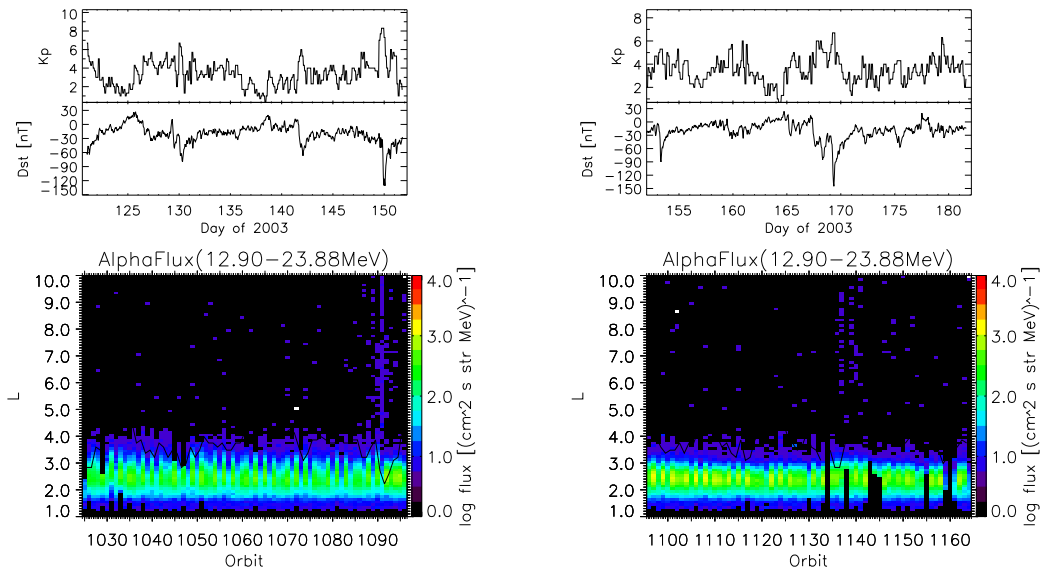 10
8
6
4
2
Kp
30
0
−30
−60
−90
−120
−150
Dst [nT]
125 130 135 140 145 150
Day of 2003
8
6
4
2
Kp
30
0
−30
−60
−90
−120
−150
Dst [nT]
155 160 165 170 175 180
Day of 2003
AlphaFlux(12.90−23.88MeV)
10.0
9.0
8.0
7.0
6.0
5.0
4.0
3.0
2.0
1.0
L
1030 1040 1050 1060 1070 1080 1090
Orbit
4.0
3.0
2.0
1.0
0.0
log flux [(cm^2 s str MeV)^−1]
AlphaFlux(12.90−23.88MeV)
10.0
9.0
8.0
7.0
6.0
5.0
4.0
3.0
2.0
1.0
L
1100 1110 1120 1130 1140 1150 1160
Orbit
4.0
3.0
2.0
1.0
0.0
log flux [(cm^2 s str MeV)^−1]